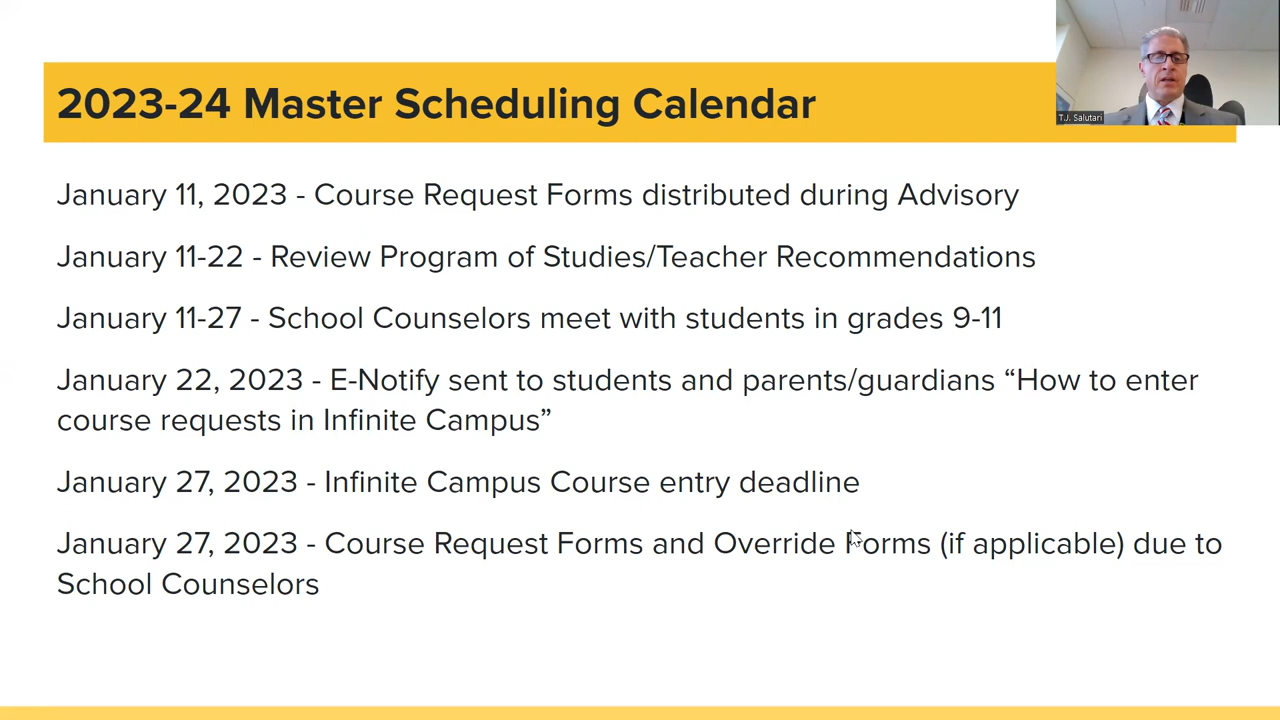 2023-24 Master Scheduling Calendar
T.J. Salutari
January 11, 2023 - Course Request Forms distributed during Advisory
January 11-22 - Review Program of Studies/Teacher Recommendations
January 11-27 - School Counselors meet with students in grades 9-11
January 22, 2023 - E-Notify sent to students and parents/guardians “How to enter
course requests in Infinite Campus”
January 27, 2023 - Infinite Campus Course entry deadline
January 27, 2023 - Course Request Forms and Override Forms (if applicable) due to
School Counselors